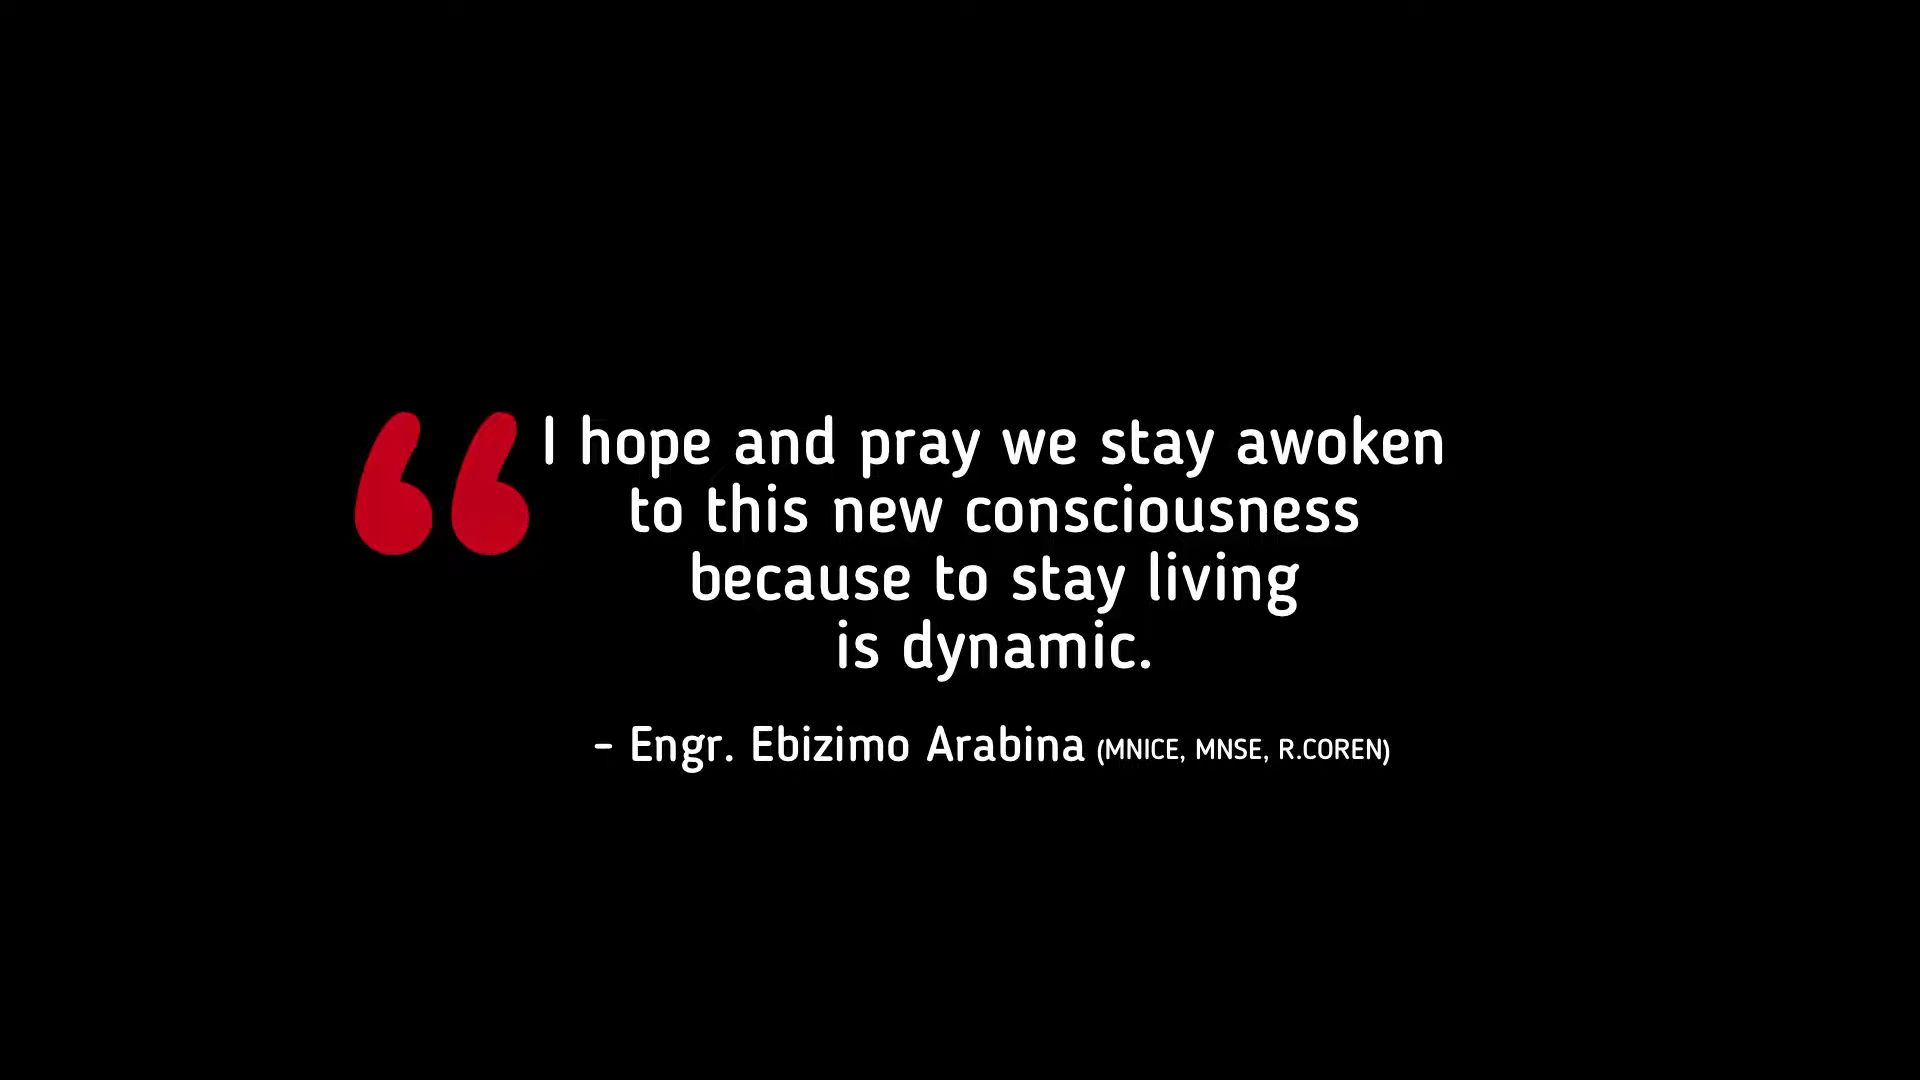 “I hope and pray we stay awoken
to this new consciousness
because to stay living
is dynamic.
- Engr. Ebizimo Arabina (MNICE, MNSE, R.COREN)